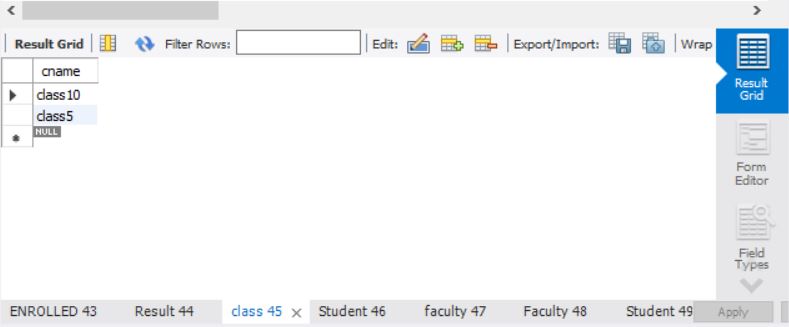 Result Grid Filter Rows: Edit: Export/Import: Wrap
Result
Grid
cname
class10
class5
NULL
Form
Editor
Field
Types
ENROLLED 43 Result 44 class 45 × Student 46 faculty 47 Faculty 48 Student 49 Apply